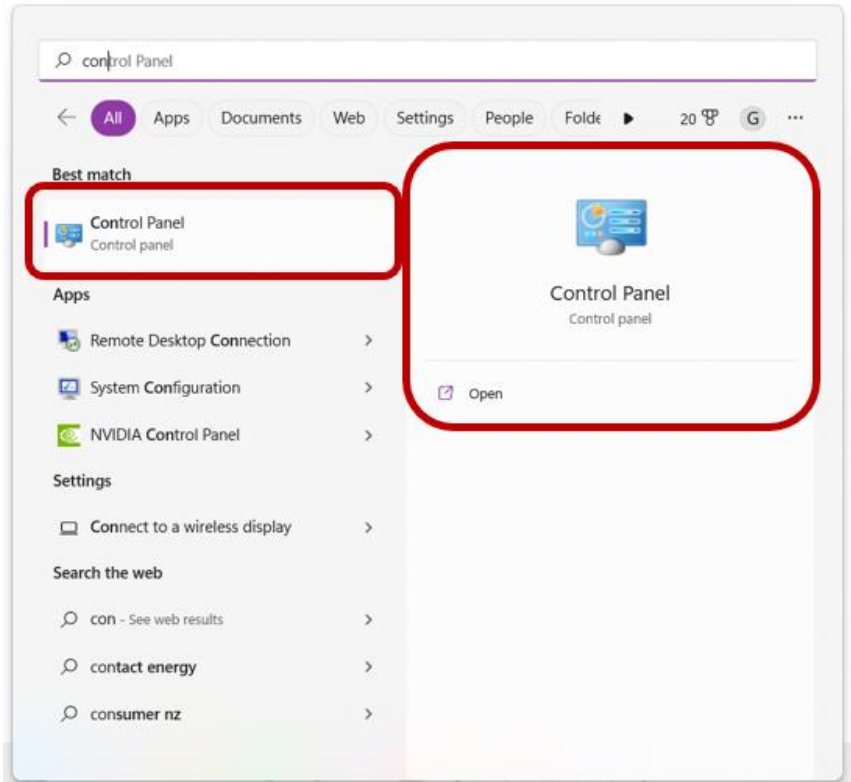 control Panel
All Apps Documents Web Settings People Folde 20 G ...
Best match
Control Panel
Control panel
Apps
Remote Desktop Connection
System Configuration
NVIDIA Control Panel
Settings
Connect to a wireless display
Search the web
con - See web results
contact energy
consumer nz
Control Panel
Control panel
Open